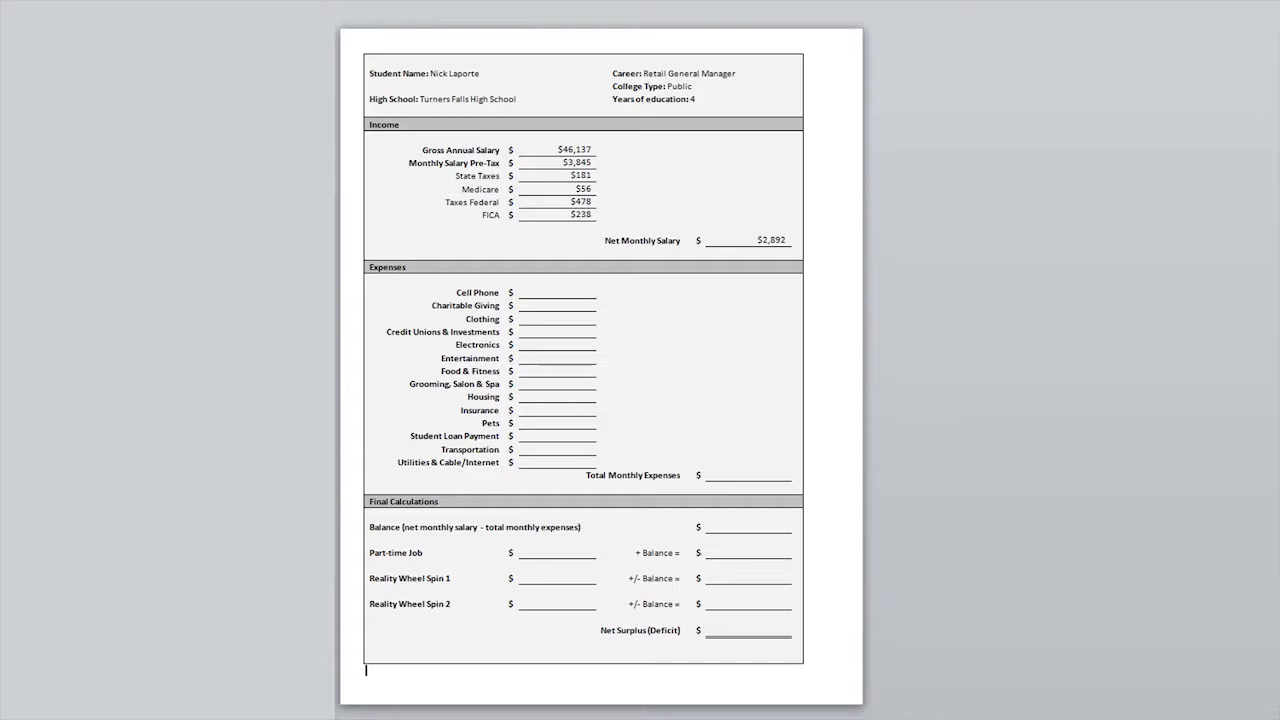 Student Name: Nick Laporte Career: Retail General Manager
College Type: Public
High School: Turners Falls High School Years of education: 4
Income
Gross Annual Salary $ $46,137
Monthly Salary Pre-Tax $ $3,845
State Taxes $ $181
Medicare $ $56
Taxes Federal $ $478
FICA $ $238
Net Monthly Salary $ $2,892
Expenses
Cell Phone $
Charitable Giving $
Clothing $
Credit Unions & Investments $
Electronics $
Entertainment $
Food & Fitness $
Grooming, Salon & Spa $
Housing $
Insurance $
Pets $
Student Loan Payment $
Transportation $
Utilities & Cable/Internet $
Total Monthly Expenses $
Final Calculations
Balance (net monthly salary - total monthly expenses) $
Part-time Job $ + Balance = $
Reality Wheel Spin 1 $ +/- Balance = $
Reality Wheel Spin 2 $ +/- Balance = $
Net Surplus (Deficit) $